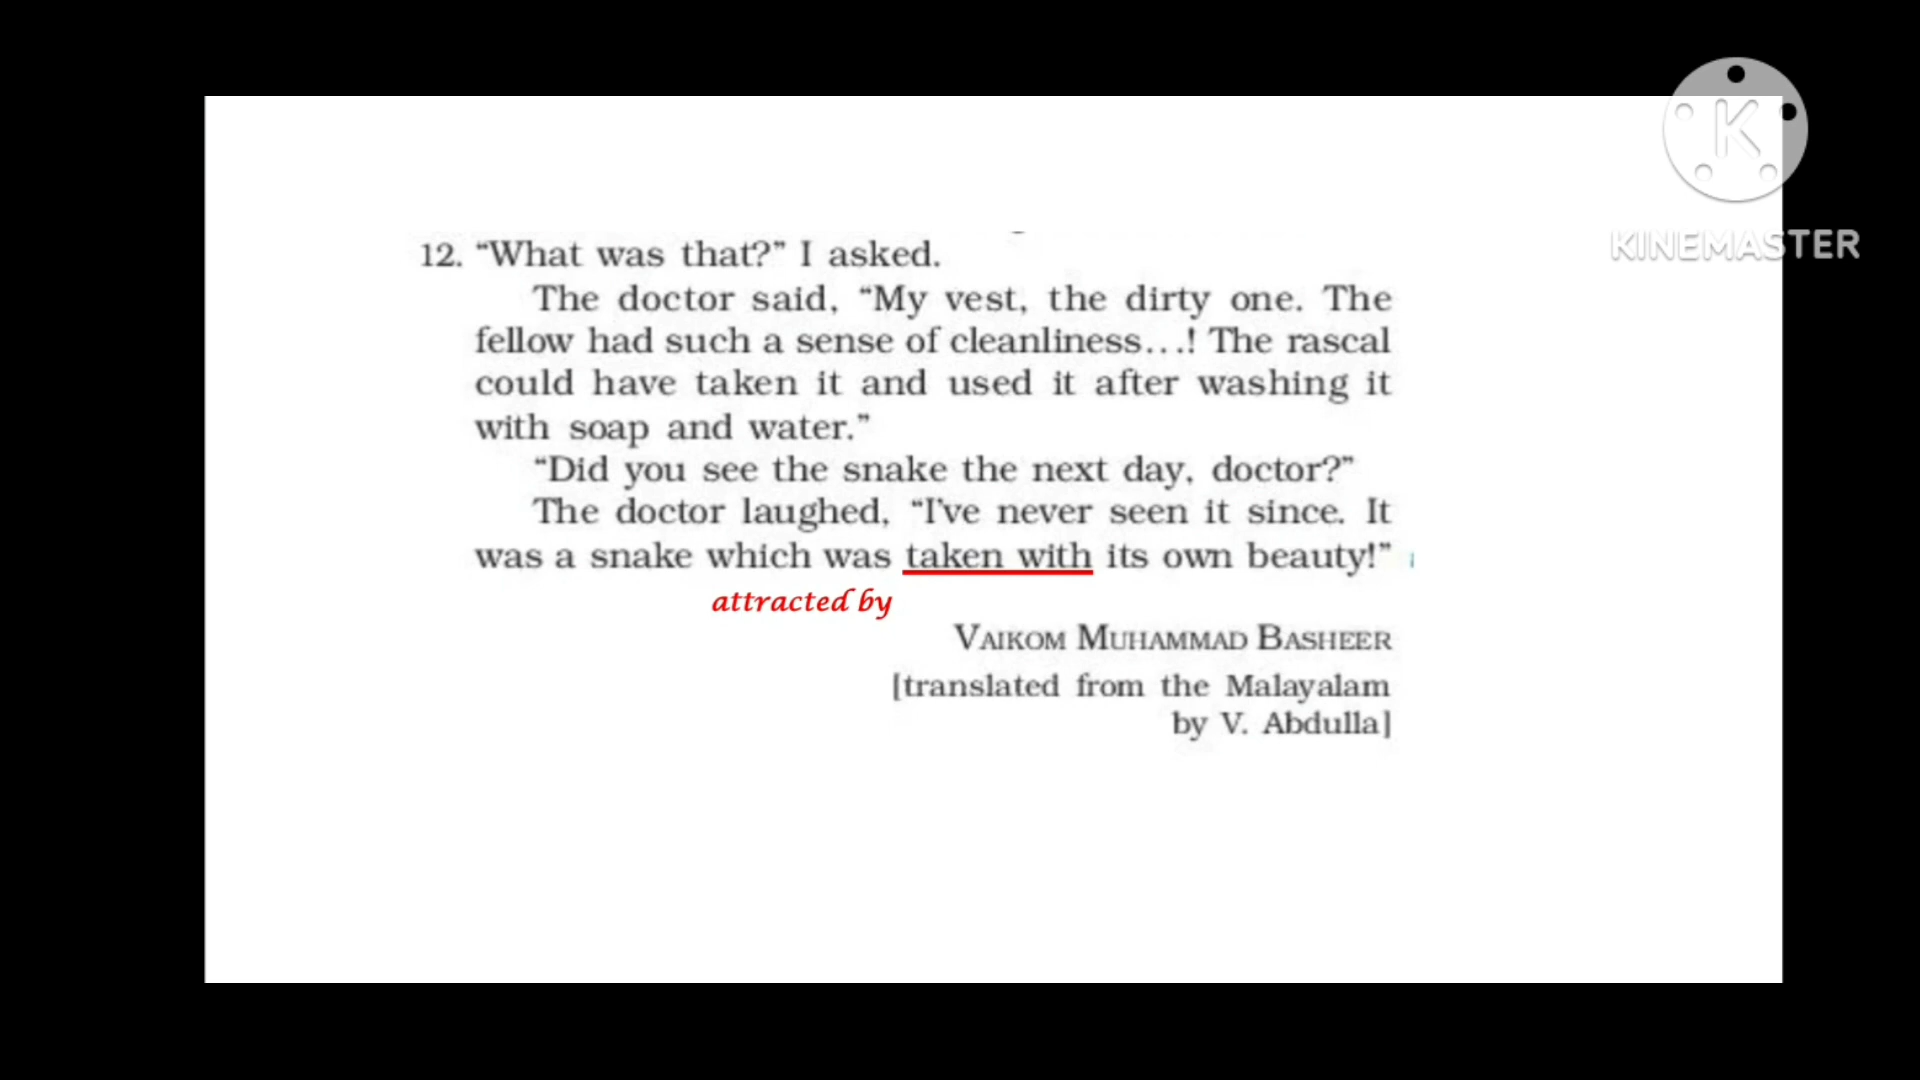 K
KINEMASTER
12. “What was that?” I asked.
The doctor said, “My vest, the dirty one. The
fellow had such a sense of cleanliness...! The rascal
could have taken it and used it after washing it
with soap and water.”
“Did you see the snake the next day, doctor?”
The doctor laughed, “I’ve never seen it since. It
was a snake which was taken with its own beauty!”
attracted by
VAIKOM MUHAMMAD BASHEER
[translated from the Malayalam
by V. Abdulla]